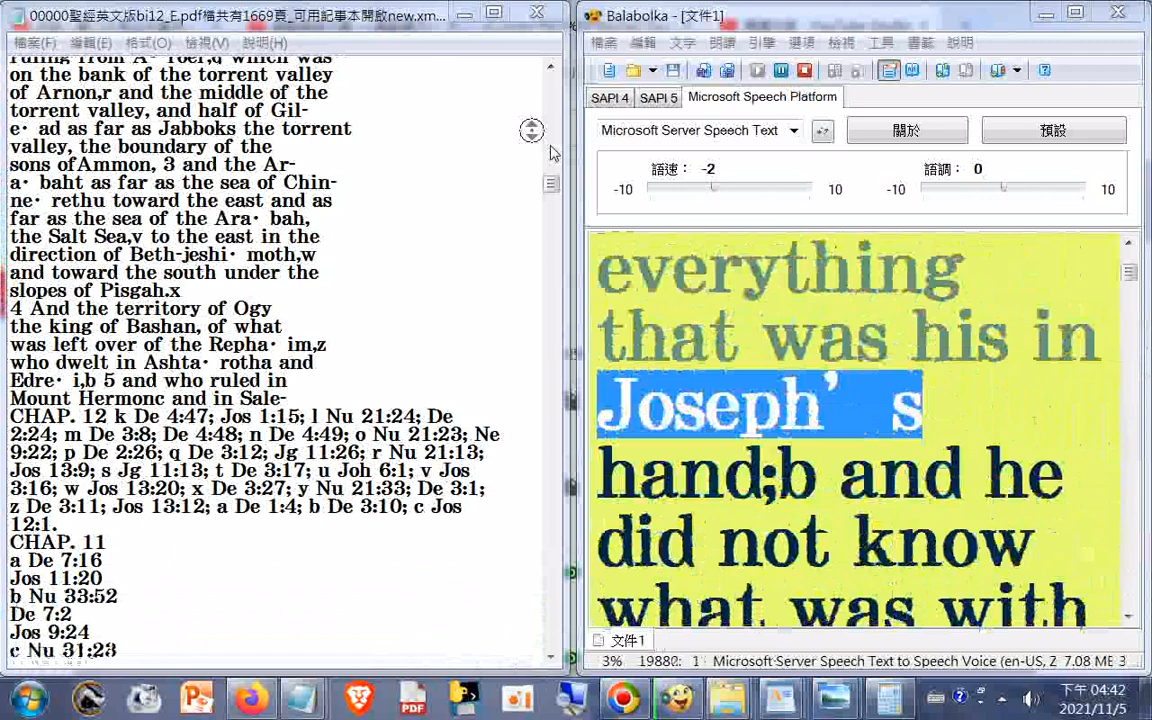 00000聖經英文版bi12_E.pdf檔共有1669頁_可用記事本開啟new.xm...
檔案(F) 編輯(E) 格式(O) 檢視(V) 說明(H)
ruling from A· roer,q which was
on the bank of the torrent valley
of Arnon,r and the middle of the
torrent valley, and half of Gil-
e· ad as far as Jabboks the torrent
valley, the boundary of the
sons ofAmmon, 3 and the Ar-
a· baht as far as the sea of Chin-
ne· rethu toward the east and as
far as the sea of the Ara· bah,
the Salt Sea,v to the east in the
direction of Beth-jeshi· moth,w
and toward the south under the
slopes of Pisgah.x
4 And the territory of Ogy
the king of Bashan, of what
was left over of the Repha· im,z
who dwelt in Ashta· rotha and
Edre· i,b 5 and who ruled in
Mount Hermonc and in Sale-
CHAP. 12 k De 4:47; Jos 1:15; l Nu 21:24; De
2:24; m De 3:8; De 4:48; n De 4:49; o Nu 21:23; Ne
9:22; p De 2:26; q De 3:12; Jg 11:26; r Nu 21:13;
Jos 13:9; s Jg 11:13; t De 3:17; u Joh 6:1; v Jos
3:16; w Jos 13:20; x De 3:27; y Nu 21:33; De 3:1;
z De 3:11; Jos 13:12; a De 1:4; b De 3:10; c Jos
12:1.
CHAP. 11
a De 7:16
Jos 11:20
b Nu 33:52
De 7:2
Jos 9:24
c Nu 31:23
Balabolka - [文件1]
檔案 編輯 文字 朗讀 引擎 選項 檢視 工具 書籤 說明
SAPI 4 SAPI 5 Microsoft Speech Platform
Microsoft Server Speech Text 關於 預設
語速: -2 語調: 0
-10 10 -10 10
everything
that was his in
Joseph’ s
hand;b and he
did not know
what was with
文件1
3% 19880: 1 Microsoft Server Speech Text to Speech Voice (en-US, Z 7.08 MB 3
PDF
下午 04:42
2021/11/5